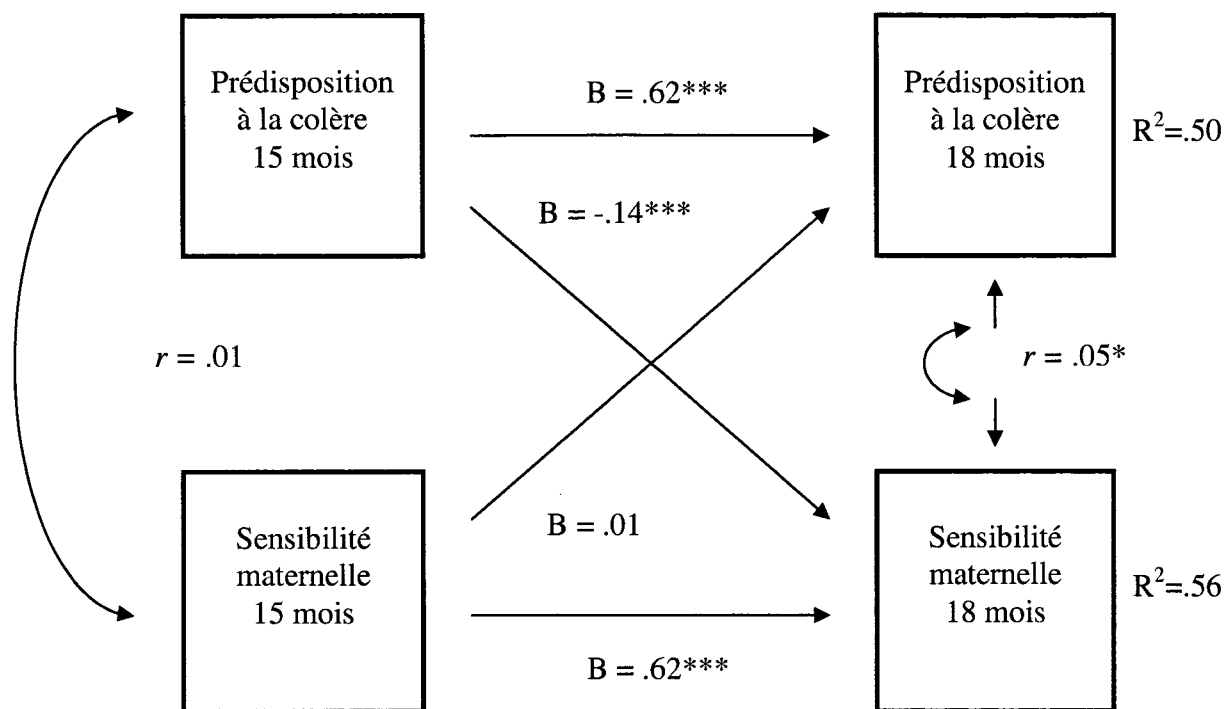 Prédisposition
à la colère
15 mois
B = .62***
Prédisposition
à la colère
18 mois
R²=.50
B = -.14***
r = .01
r = .05*
B = .01
Sensibilité
maternelle
15 mois
Sensibilité
maternelle
18 mois
R²=.56
B = .62***